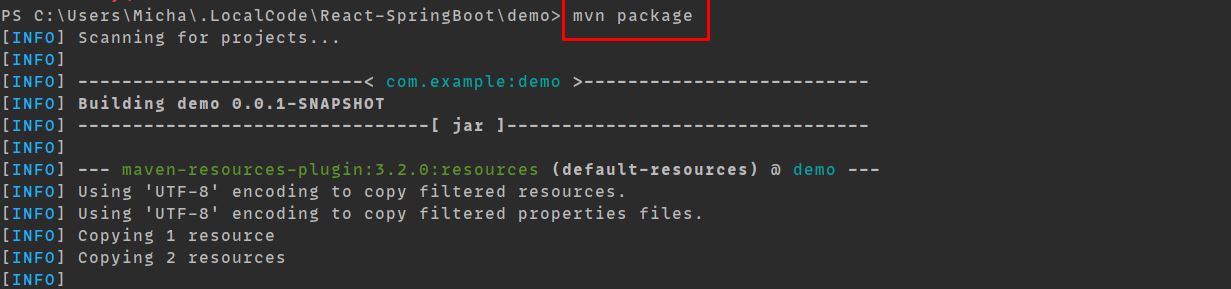 PS C:\Users\Micha\.LocalCode\React-SpringBoot\demo> mvn package
[INFO] Scanning for projects...
[INFO]
[INFO] --------------------------< com.example:demo >--------------------------
[INFO] Building demo 0.0.1-SNAPSHOT
[INFO] --------------------------------[ jar ]---------------------------------
[INFO]
[INFO] --- maven-resources-plugin:3.2.0:resources (default-resources) @ demo ---
[INFO] Using 'UTF-8' encoding to copy filtered resources.
[INFO] Using 'UTF-8' encoding to copy filtered properties files.
[INFO] Copying 1 resource
[INFO] Copying 2 resources
[INFO]